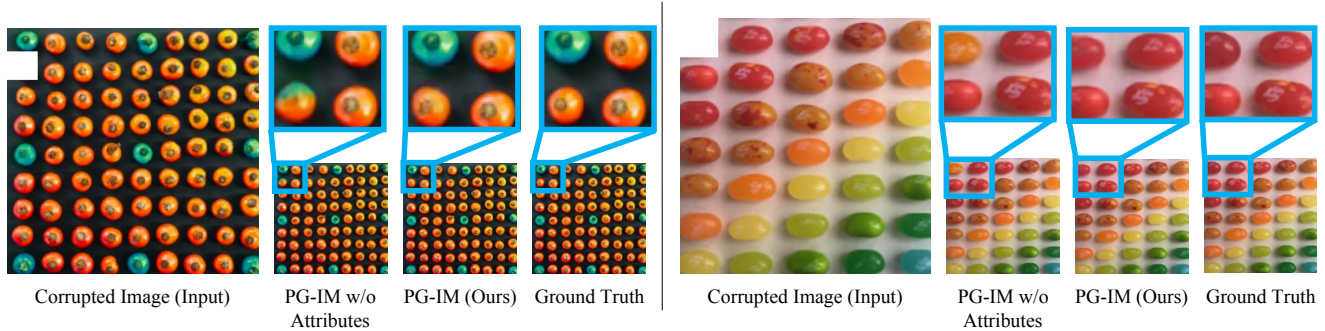 Corrupted Image (Input)
PG-IM w/o
Attributes
PG-IM (Ours)
Ground Truth
Corrupted Image (Input)
PG-IM w/o
Attributes
PG-IM (Ours)
Ground Truth